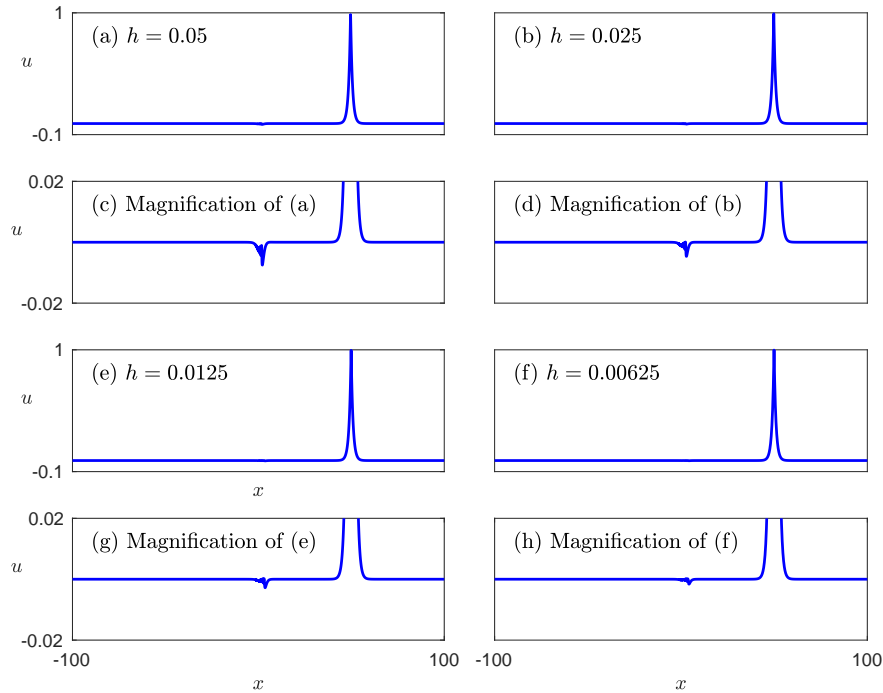 1
(a) h = 0.05
u
-0.1
(b) h = 0.025
0.02
(c) Magnification of (a)
u
-0.02
(d) Magnification of (b)
1
(e) h = 0.0125
u
-0.1
x
(f) h = 0.00625
0.02
(g) Magnification of (e)
u
-0.02
-100
100
x
(h) Magnification of (f)
-100
100
x